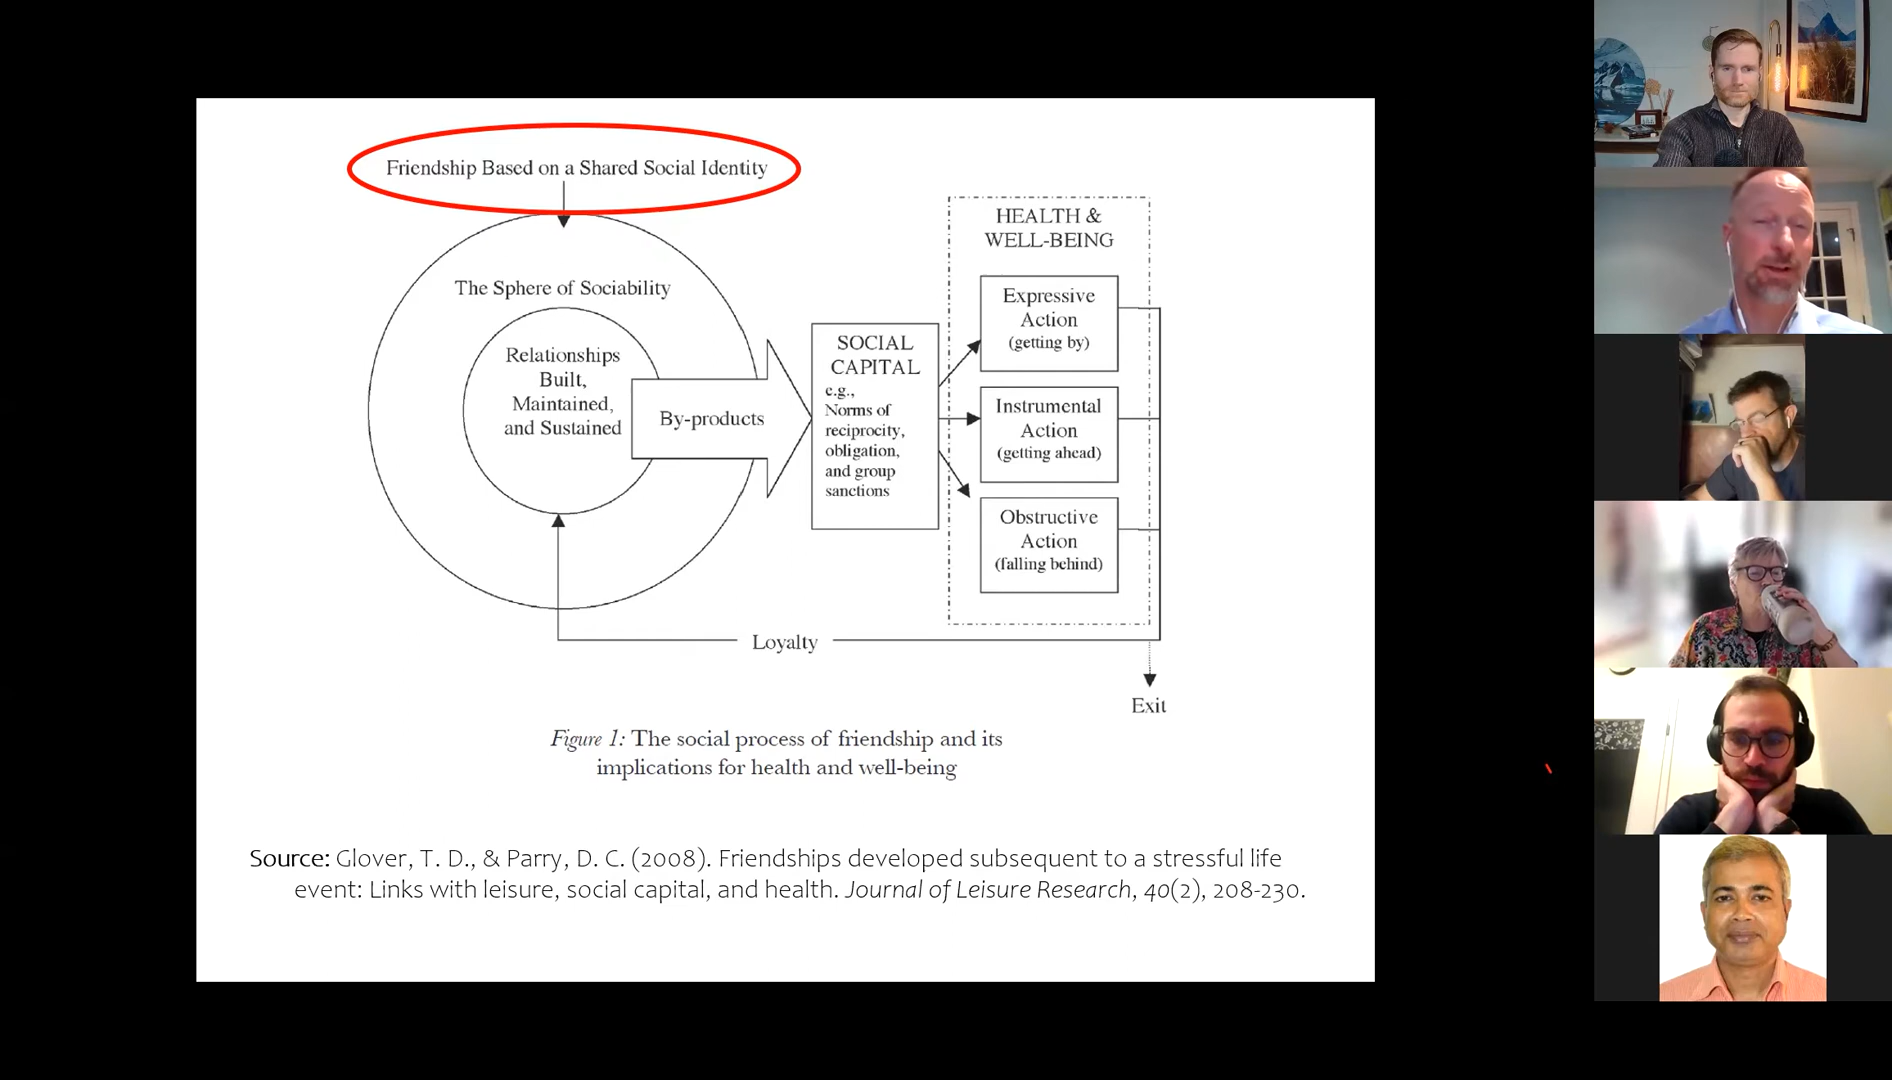 Friendship Based on a Shared Social Identity
The Sphere of Sociability
Relationships
Built,
Maintained,
and Sustained
By-products
SOCIAL
CAPITAL
e.g.,
Norms of
reciprocity,
obligation,
and group
sanctions
HEALTH &
WELL-BEING
Expressive
Action
(getting by)
Instrumental
Action
(getting ahead)
Obstructive
Action
(falling behind)
Loyalty
Exit
Figure 1: The social process of friendship and its
implications for health and well-being
Source: Glover, T. D., & Parry, D. C. (2008). Friendships developed subsequent to a stressful life
event: Links with leisure, social capital, and health. Journal of Leisure Research, 40(2), 208-230.